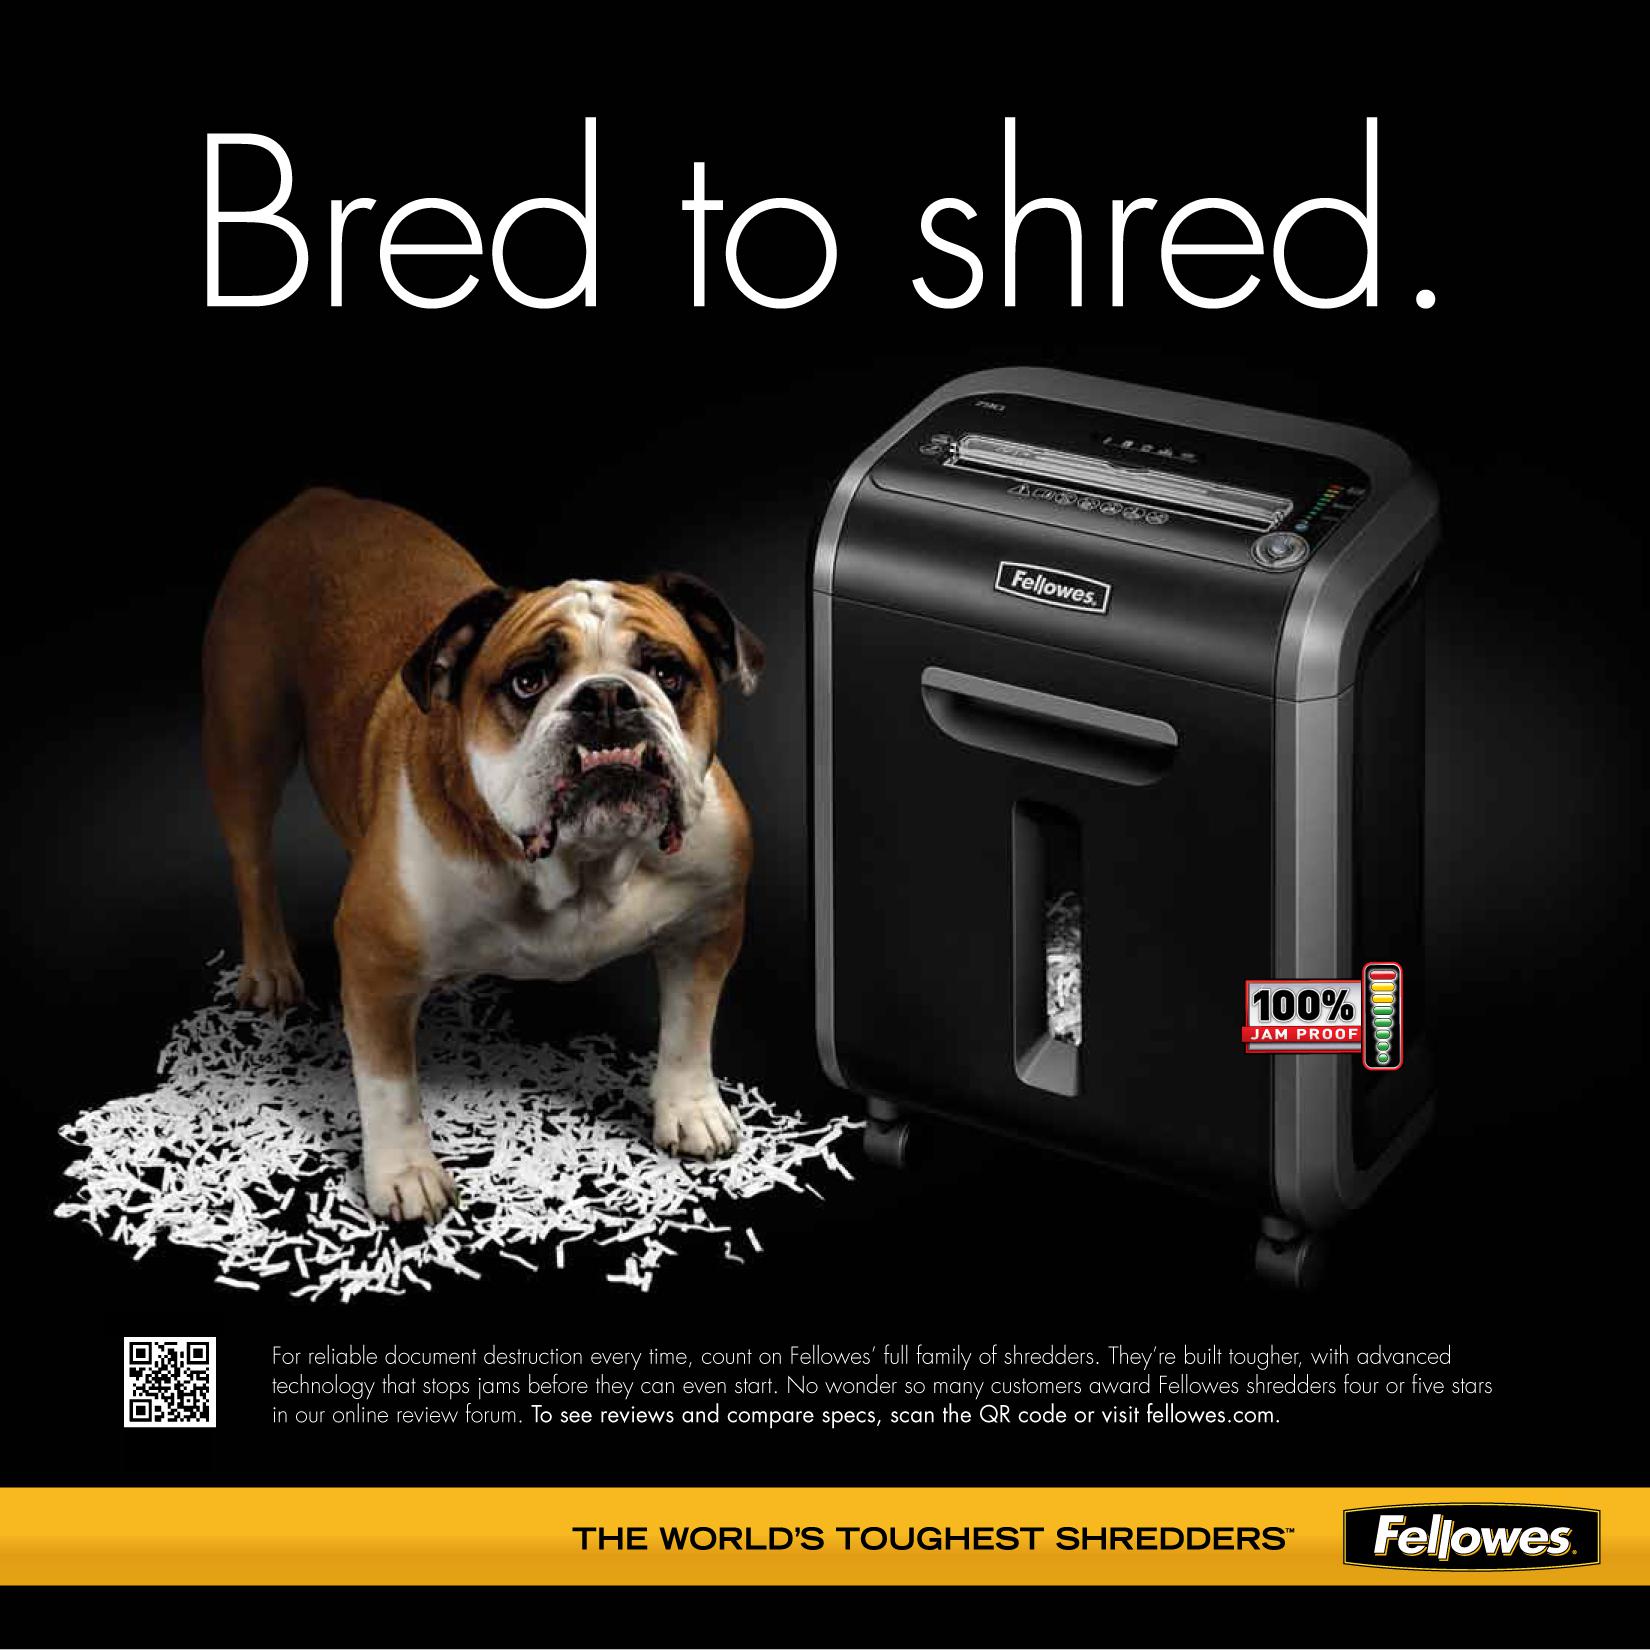 Bred to shred.
Fellowes
100%
JAM PROOF
For reliable document destruction every time, count on Fellowes' full family of shredders. They're built tougher, with advanced
technology that stops jams before they can even start. No wonder so many customers award Fellowes shredders four or five stars
in our online review forum. To see reviews and compare specs, scan the QR code or visit fellowes.com.
THE WORLD'S TOUGHEST SHREDDERS™
Fellowes®